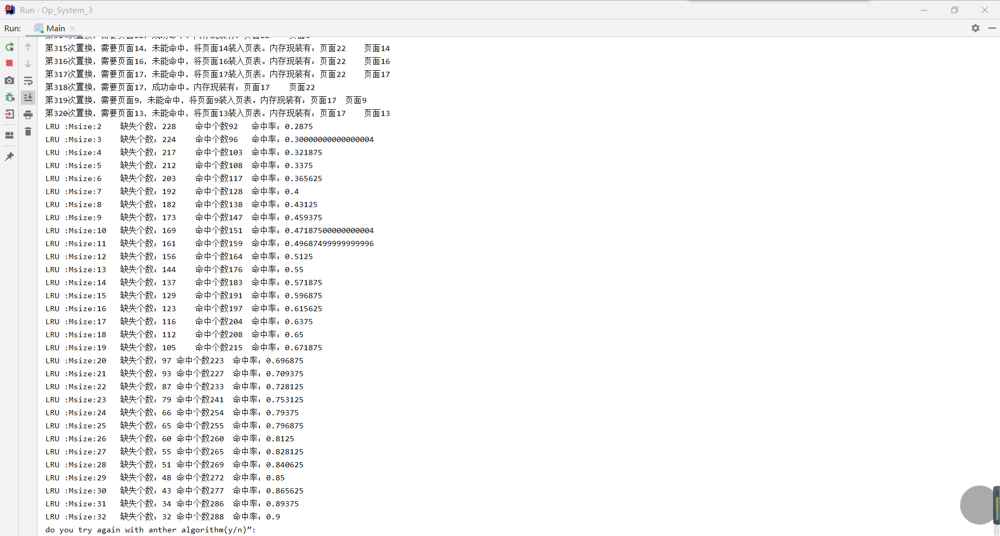 Run - Op_System_3
Run: Main
第314次置换，需要页面22，成功命中。内存现装有：页面22 页面6
第315次置换，需要页面14，未能命中，将页面14装入页表。内存现装有：页面22 页面14
第316次置换，需要页面16，未能命中，将页面16装入页表。内存现装有：页面22 页面16
第317次置换，需要页面17，未能命中，将页面17装入页表。内存现装有：页面22 页面17
第318次置换，需要页面17，成功命中。内存现装有：页面17 页面22
第319次置换，需要页面9，未能命中，将页面9装入页表。内存现装有：页面17 页面9
第320次置换，需要页面13，未能命中，将页面13装入页表。内存现装有：页面17 页面13
LRU :Msize:2 缺失个数：228 命中个数92 命中率：0.2875
LRU :Msize:3 缺失个数：224 命中个数96 命中率：0.30000000000000004
LRU :Msize:4 缺失个数：217 命中个数103 命中率：0.321875
LRU :Msize:5 缺失个数：212 命中个数108 命中率：0.3375
LRU :Msize:6 缺失个数：203 命中个数117 命中率：0.365625
LRU :Msize:7 缺失个数：192 命中个数128 命中率：0.4
LRU :Msize:8 缺失个数：182 命中个数138 命中率：0.43125
LRU :Msize:9 缺失个数：173 命中个数147 命中率：0.459375
LRU :Msize:10 缺失个数：169 命中个数151 命中率：0.47187500000000004
LRU :Msize:11 缺失个数：161 命中个数159 命中率：0.49687499999999996
LRU :Msize:12 缺失个数：156 命中个数164 命中率：0.5125
LRU :Msize:13 缺失个数：144 命中个数176 命中率：0.55
LRU :Msize:14 缺失个数：137 命中个数183 命中率：0.571875
LRU :Msize:15 缺失个数：129 命中个数191 命中率：0.596875
LRU :Msize:16 缺失个数：123 命中个数197 命中率：0.615625
LRU :Msize:17 缺失个数：116 命中个数204 命中率：0.6375
LRU :Msize:18 缺失个数：112 命中个数208 命中率：0.65
LRU :Msize:19 缺失个数：105 命中个数215 命中率：0.671875
LRU :Msize:20 缺失个数：97 命中个数223 命中率：0.696875
LRU :Msize:21 缺失个数：93 命中个数227 命中率：0.709375
LRU :Msize:22 缺失个数：87 命中个数233 命中率：0.728125
LRU :Msize:23 缺失个数：79 命中个数241 命中率：0.753125
LRU :Msize:24 缺失个数：66 命中个数254 命中率：0.79375
LRU :Msize:25 缺失个数：65 命中个数255 命中率：0.796875
LRU :Msize:26 缺失个数：60 命中个数260 命中率：0.8125
LRU :Msize:27 缺失个数：55 命中个数265 命中率：0.828125
LRU :Msize:28 缺失个数：51 命中个数269 命中率：0.840625
LRU :Msize:29 缺失个数：48 命中个数272 命中率：0.85
LRU :Msize:30 缺失个数：43 命中个数277 命中率：0.865625
LRU :Msize:31 缺失个数：34 命中个数286 命中率：0.89375
LRU :Msize:32 缺失个数：32 命中个数288 命中率：0.9
do you try again with anther algorithm(y/n)”: